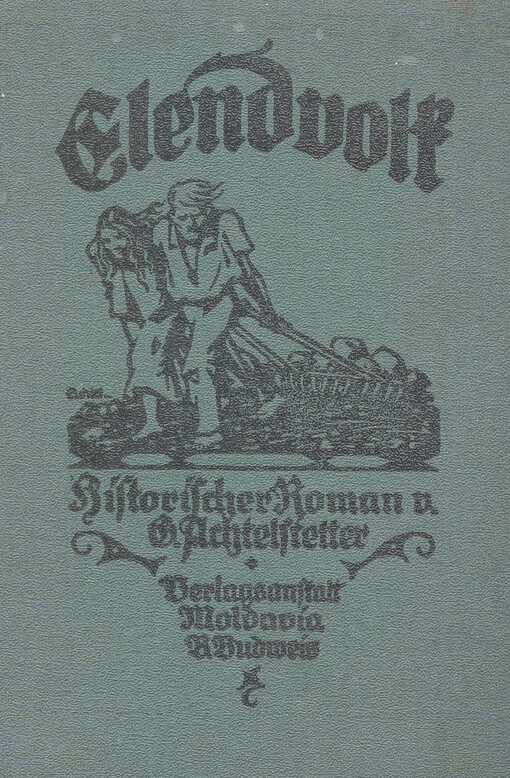 Elendvolk
Historischer Roman v.
G. Achtelstetter
Verlagsanstalt
Moldavia
B. Budweis